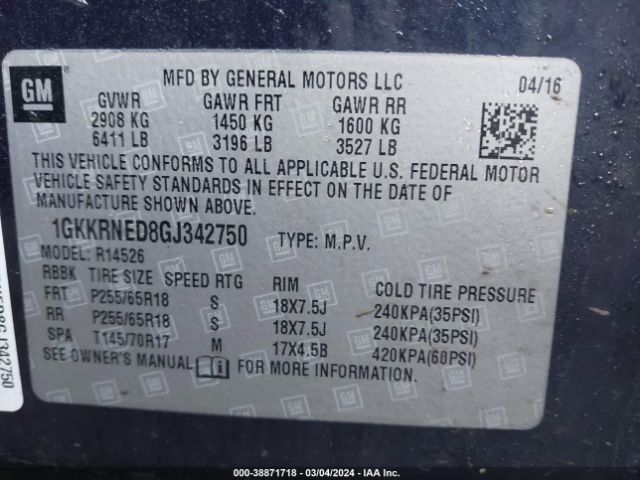 GM
MFD BY GENERAL MOTORS LLC 04/16
GVWR GAWR FRT GAWR RR
2908 KG 1450 KG 1600 KG
6411 LB 3196 LB 3527 LB
THIS VEHICLE CONFORMS TO ALL APPLICABLE U.S. FEDERAL MOTOR
VEHICLE SAFETY STANDARDS IN EFFECT ON THE DATE OF
MANUFACTURE SHOWN ABOVE.
1GKKRNED8GJ342750 TYPE: M.P.V.
MODEL: R14526
RBBK TIRE SIZE SPEED RTG RIM COLD TIRE PRESSURE
FRT P255/65R18 S 18X7.5J 240KPA(35PSI)
RR P255/65R18 S 18X7.5J 240KPA(35PSI)
SPA T145/70R17 M 17X4.5B 420KPA(60PSI)
SEE OWNER'S MANUAL FOR MORE INFORMATION.
000-38871718 - 03/04/2024 - IAA Inc.